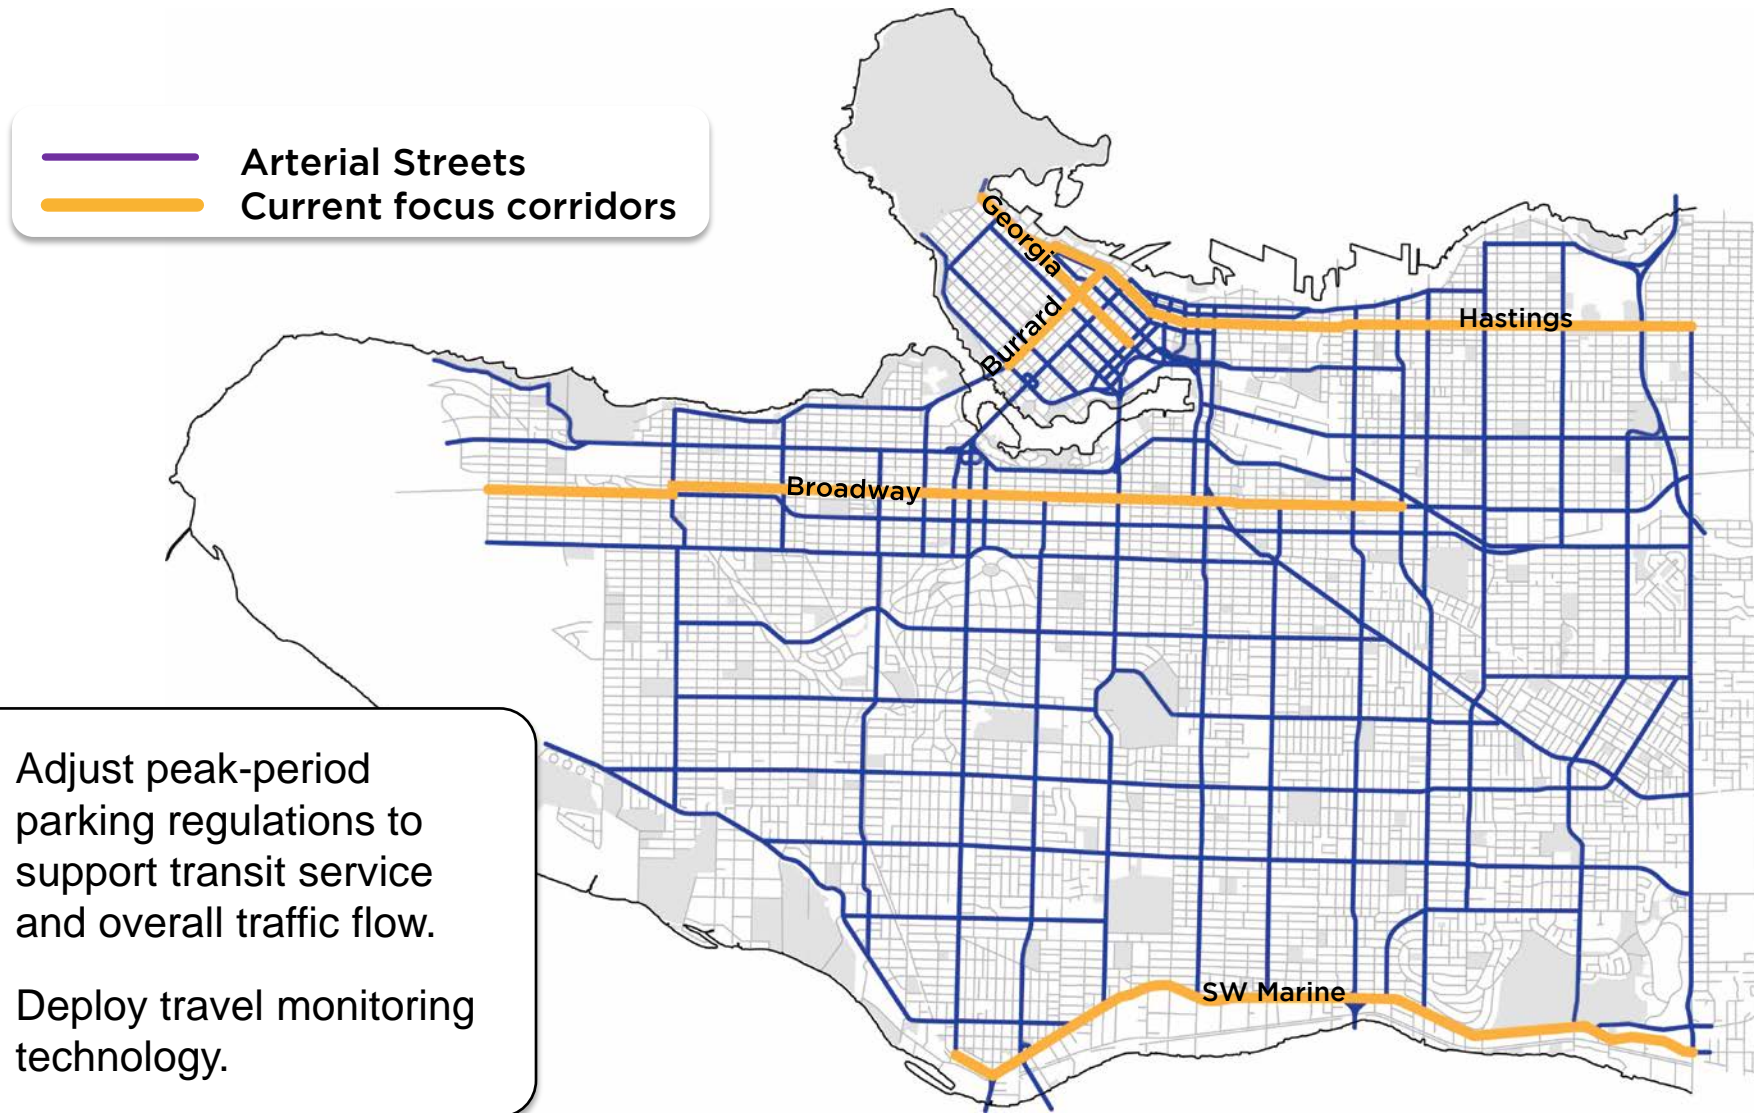 Arterial Streets
Current focus corridors
Georgia
Burrard
Hastings
Broadway
SW Marine
Adjust peak-period
parking regulations to
support transit service
and overall traffic flow.
Deploy travel monitoring
technology.